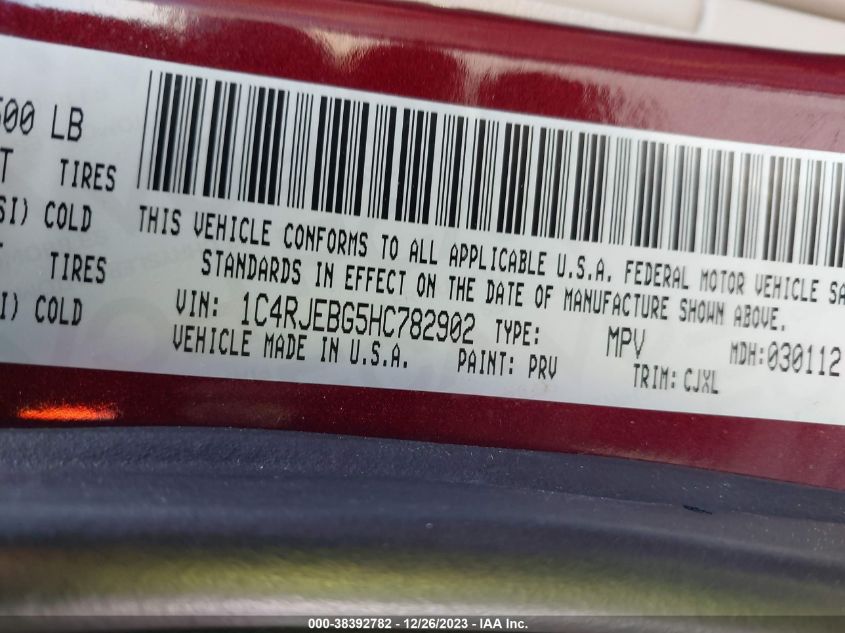 500 LB
TIRES
SI) COLD
TIRES
I) COLD
THIS VEHICLE CONFORMS TO ALL APPLICABLE U.S.A. FEDERAL MOTOR VEHICLE SA
STANDARDS IN EFFECT ON THE DATE OF MANUFACTURE SHOWN ABOVE.
VIN: 1C4RJEBG5HC782902 TYPE: MPV MDH:030112
VEHICLE MADE IN U.S.A. PAINT: PRV TRIM: CJXL
000-38392782 - 12/26/2023 - IAA Inc.